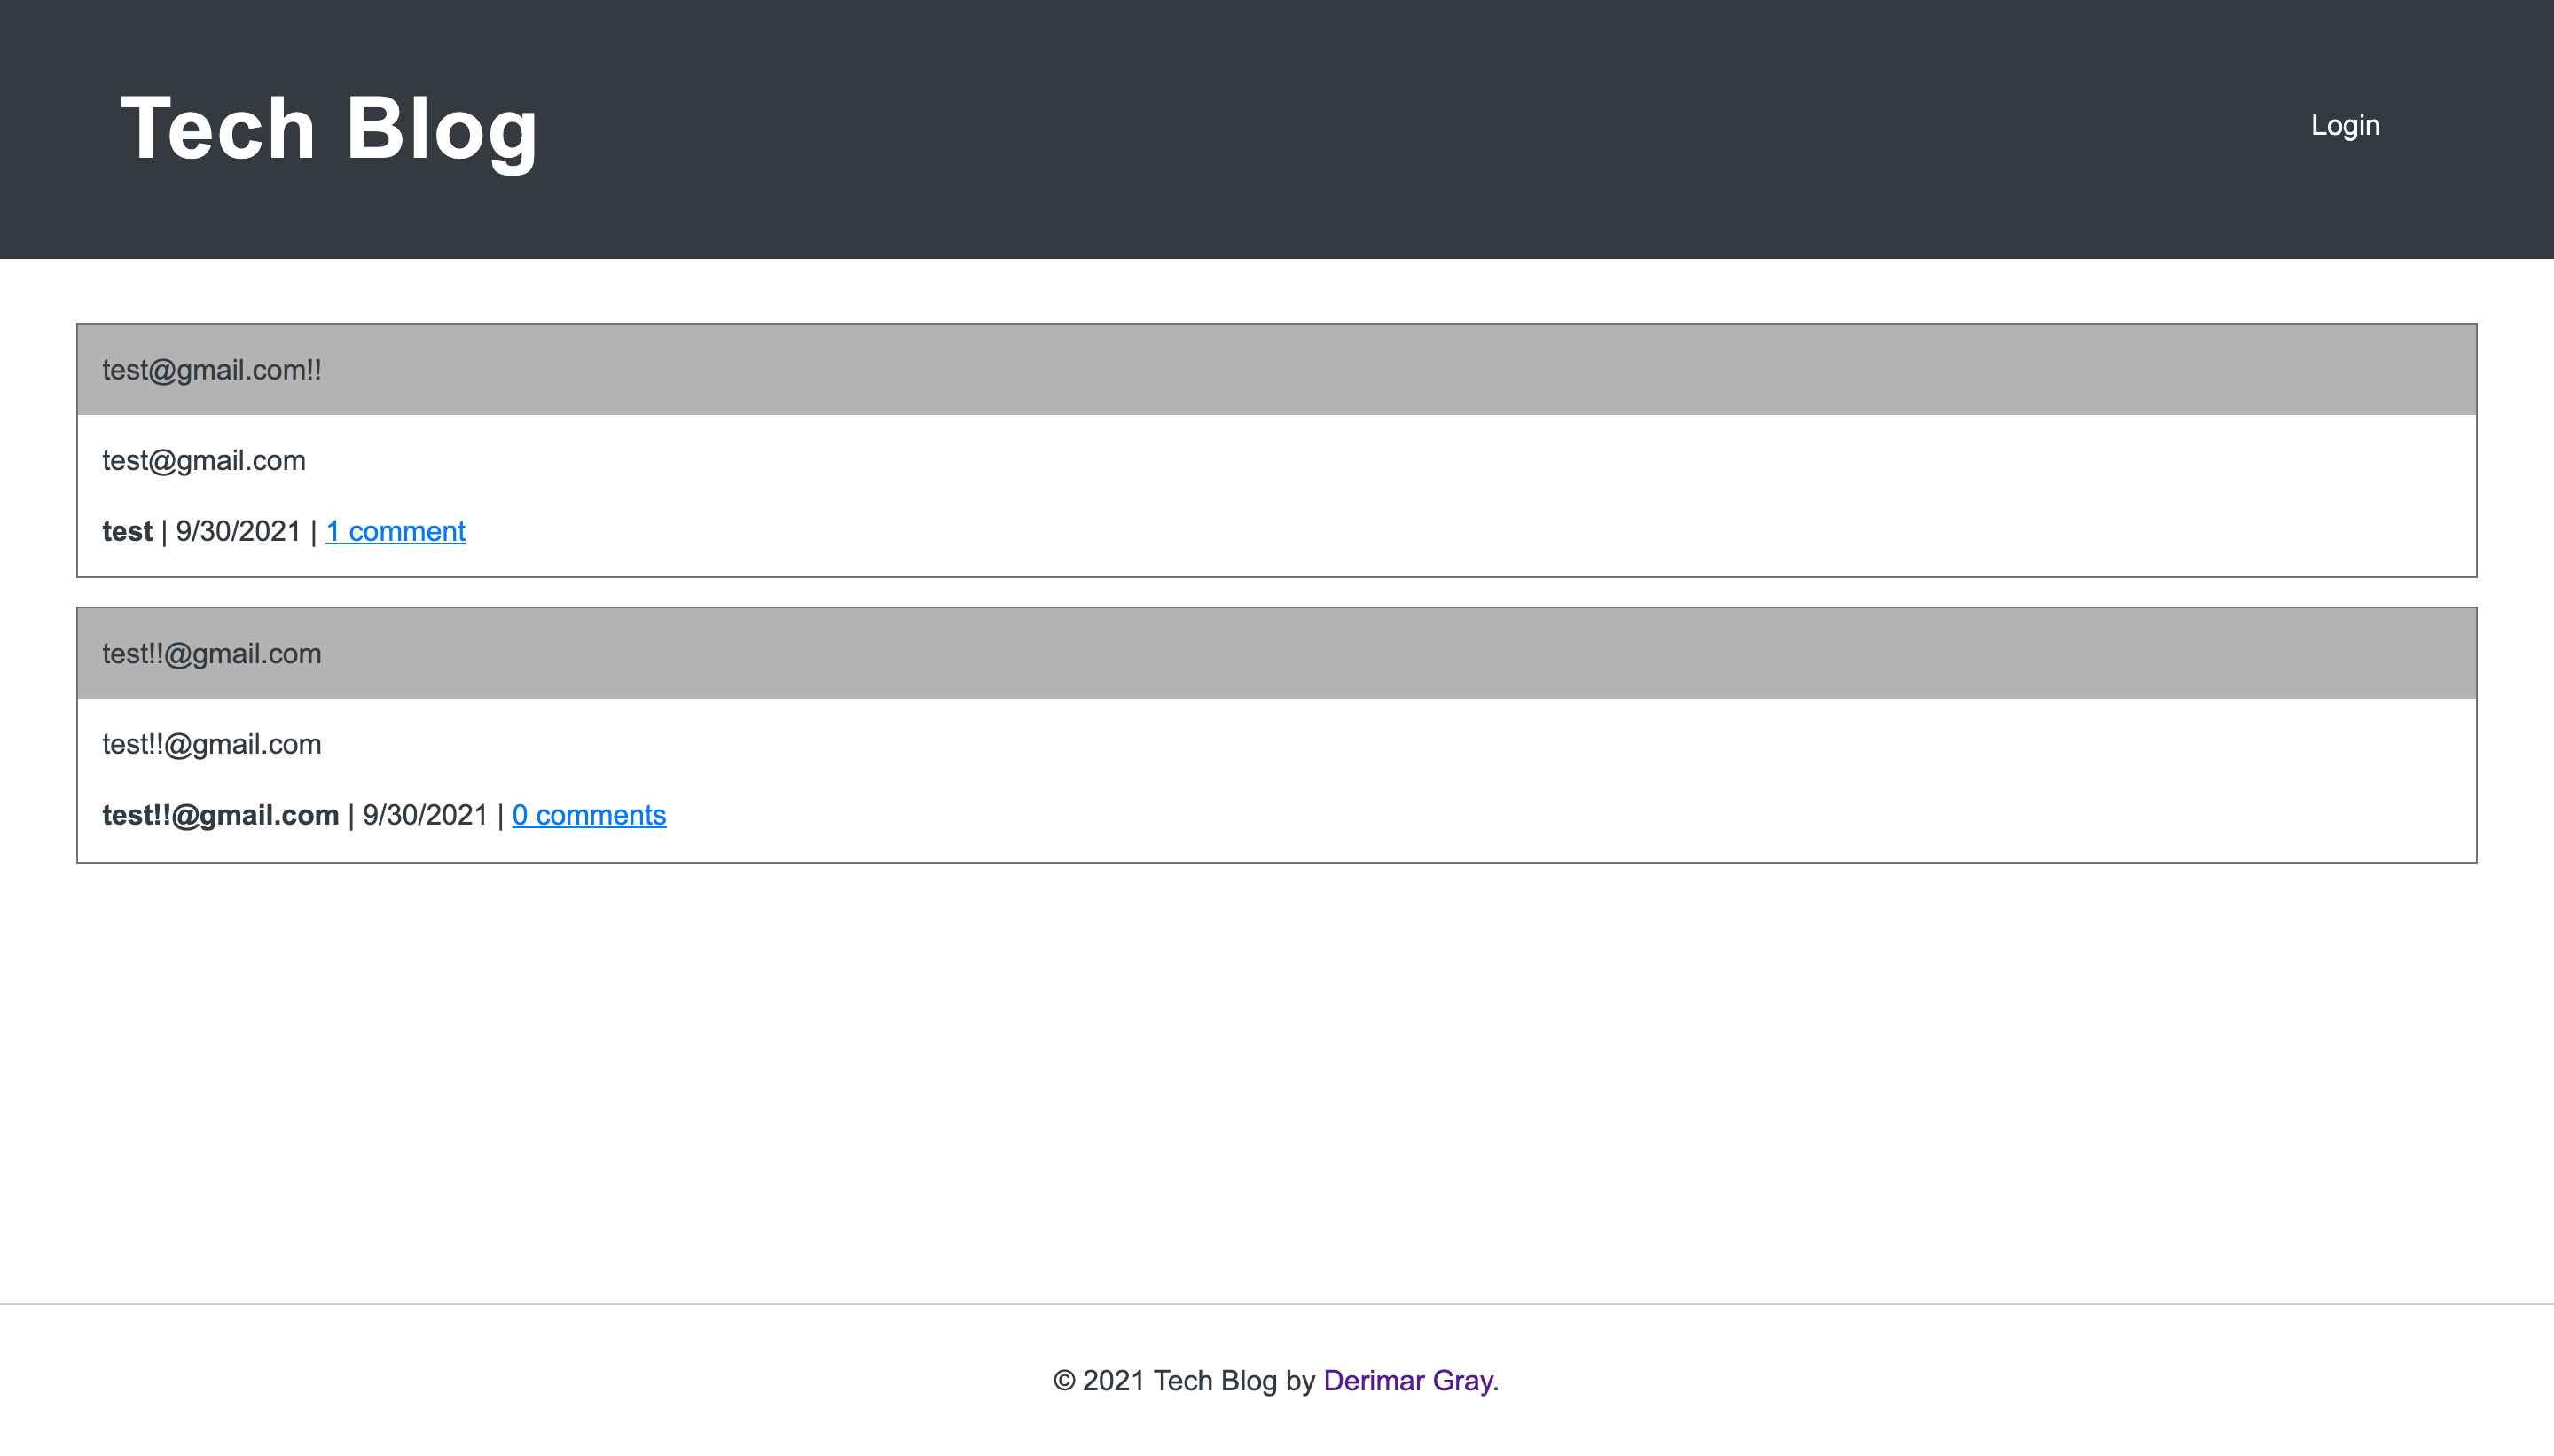 Tech Blog
Login
test@gmail.com!!
test@gmail.com
test | 9/30/2021 | 1 comment
test!!@gmail.com
test!!@gmail.com
test!!@gmail.com | 9/30/2021 | 0 comments
© 2021 Tech Blog by Derimar Gray.